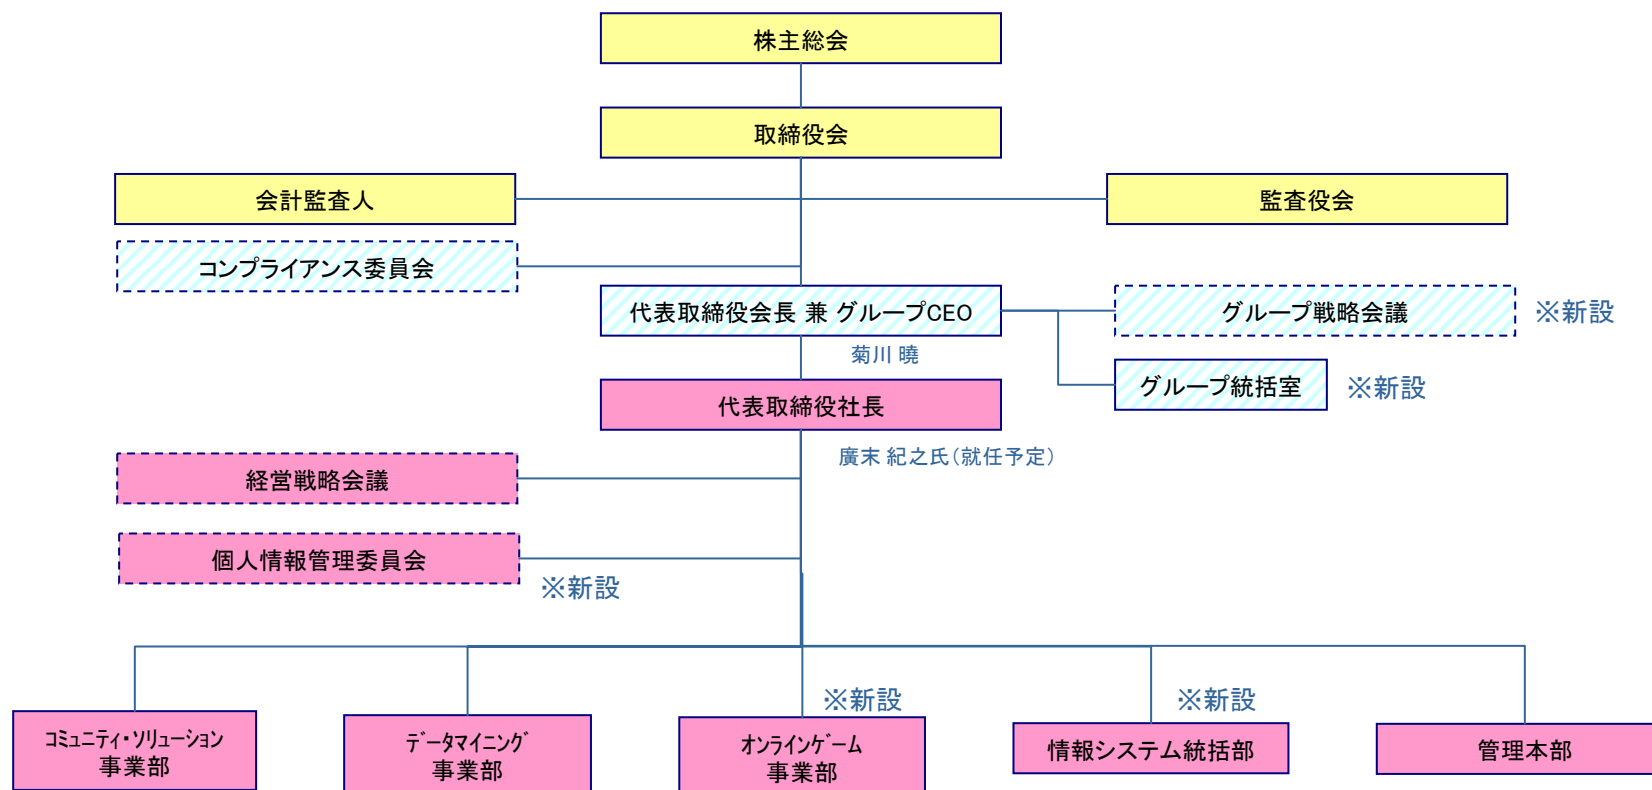 株主総会
取締役会
会計監査人
監査役会
コンプライアンス委員会
代表取締役会長 兼 グループCEO
グループ戦略会議
※新設
菊川 曉
グループ統括室
※新設
代表取締役社長
廣末 紀之氏(就任予定)
経営戦略会議
個人情報管理委員会
※新設
※新設
※新設
コミュニティ・ソリューション
事業部
データマイニング
事業部
オンラインゲーム
事業部
情報システム統括部
管理本部